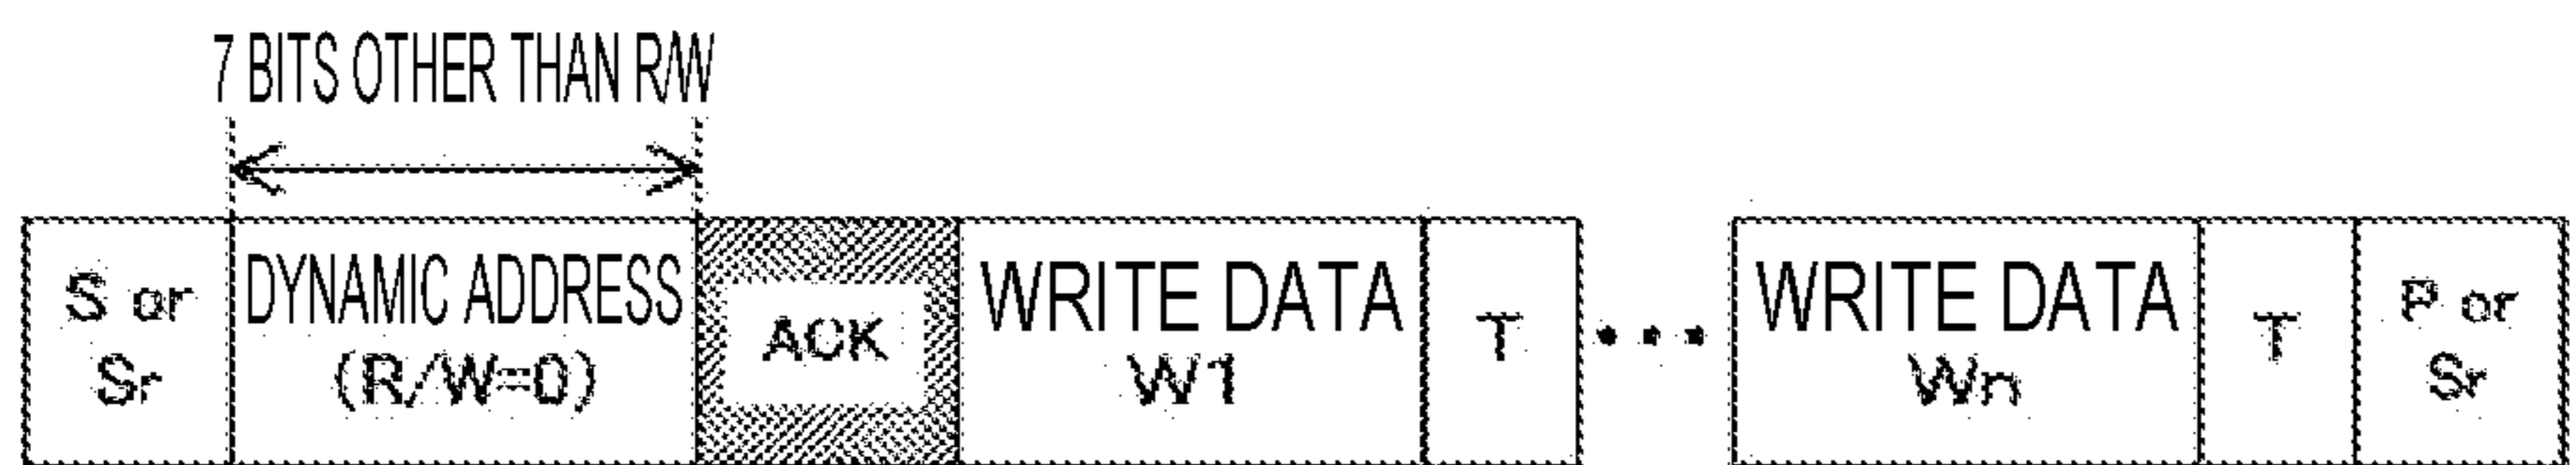 7 BITS OTHER THAN R/W
S or
Sr
DYNAMIC ADDRESS
(R/W=0)
ACK
WRITE DATA
W1
T
•••
WRITE DATA
Wn
T
P or
Sr